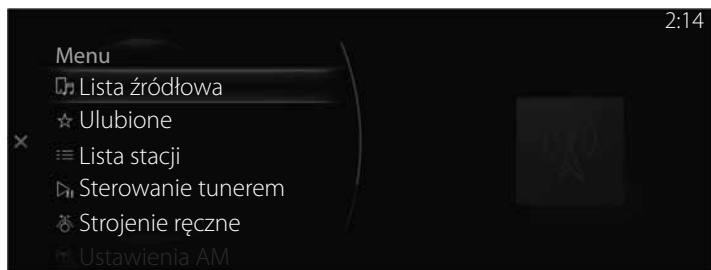 2:14
Menu
Lista źródłowa
Ulubione
Lista stacji
Sterowanie tunerem
Strojenie ręczne
Ustawienia AM